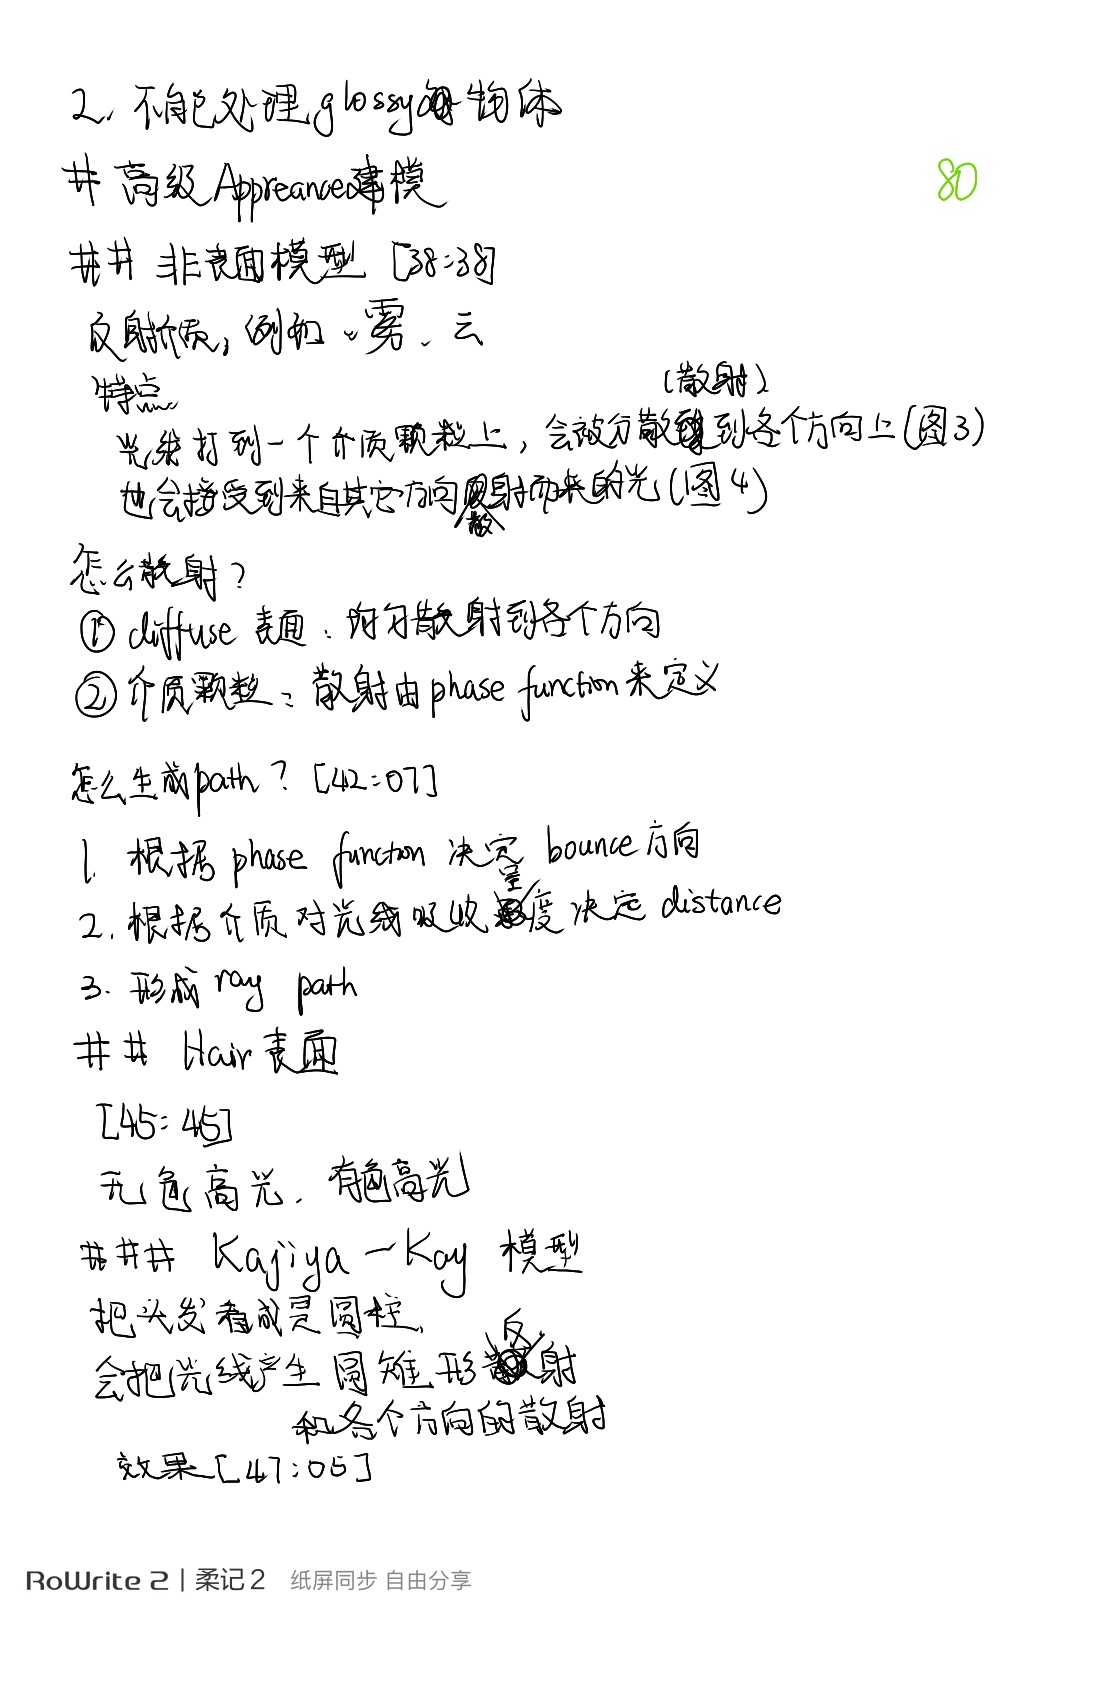 2. 不能处理glossy的物体
# 高级Appreance建模
80
## 非表面模型 [38:38]
反射介质,例如:雾、云
特点
(散射)
光线打到一个介质颗粒上,会被分散到各个方向上(图3)
也会接受到来自其它方向散射而来的光(图4)
怎么散射?
① diffuse 表面:均匀散射到各个方向
② 介质颗粒:散射由phase function来定义
怎么生成path? [42:07]
1. 根据 phase function 决定 bounce方向
2. 根据介质对光线吸收程度决定 distance
3. 形成 ray path
## Hair表面
[45:45]
无色高光、有色高光
### Kajiya-Kay 模型
把头发看成是圆柱,
会把光线产生圆锥形反射
和各个方向的散射
效果[47:05]
RoWrite 2 | 柔记2 纸屏同步 自由分享